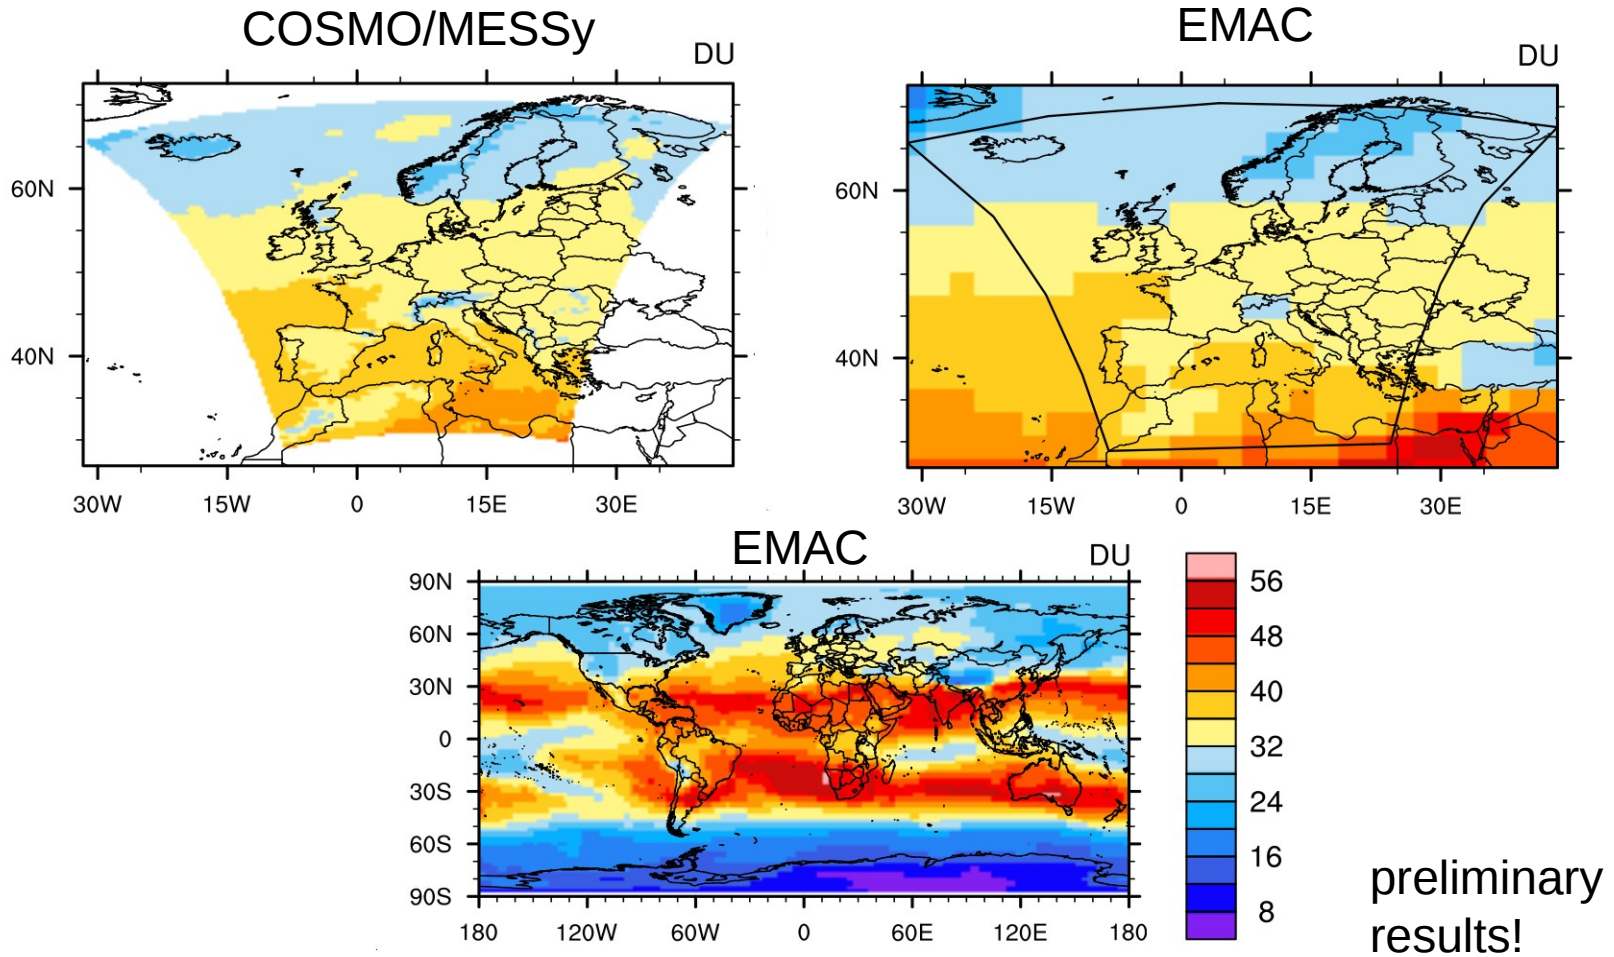 COSMO/MESSy
DU
60N
40N
30W 15W 0 15E 30E
EMAC
DU
60N
40N
30W 15W 0 15E 30E
EMAC
DU
90N
60N
30N
0
30S
60S
90S
180 120W 60W 0 60E 120E 180
56
48
40
32
24
16
8
preliminary
results!